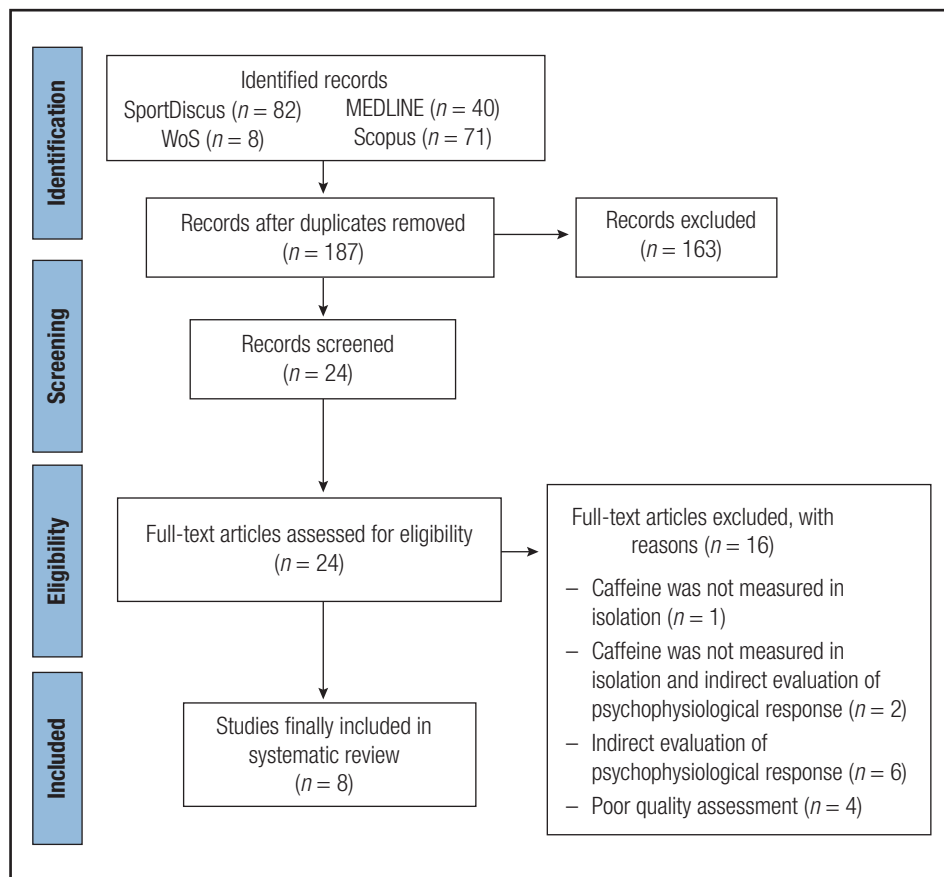 Identification
Identified records
SportDiscus (n = 82) MEDLINE (n = 40)
WoS (n = 8) Scopus (n = 71)
Records after duplicates removed
(n = 187)
Records excluded
(n = 163)
Screening
Records screened
(n = 24)
Eligibility
Full-text articles assessed for eligibility
(n = 24)
Full-text articles excluded, with
reasons (n = 16)
– Caffeine was not measured in
isolation (n = 1)
– Caffeine was not measured in
isolation and indirect evaluation of
psychophysiological response (n = 2)
– Indirect evaluation of
psychophysiological response (n = 6)
– Poor quality assessment (n = 4)
Included
Studies finally included in
systematic review
(n = 8)